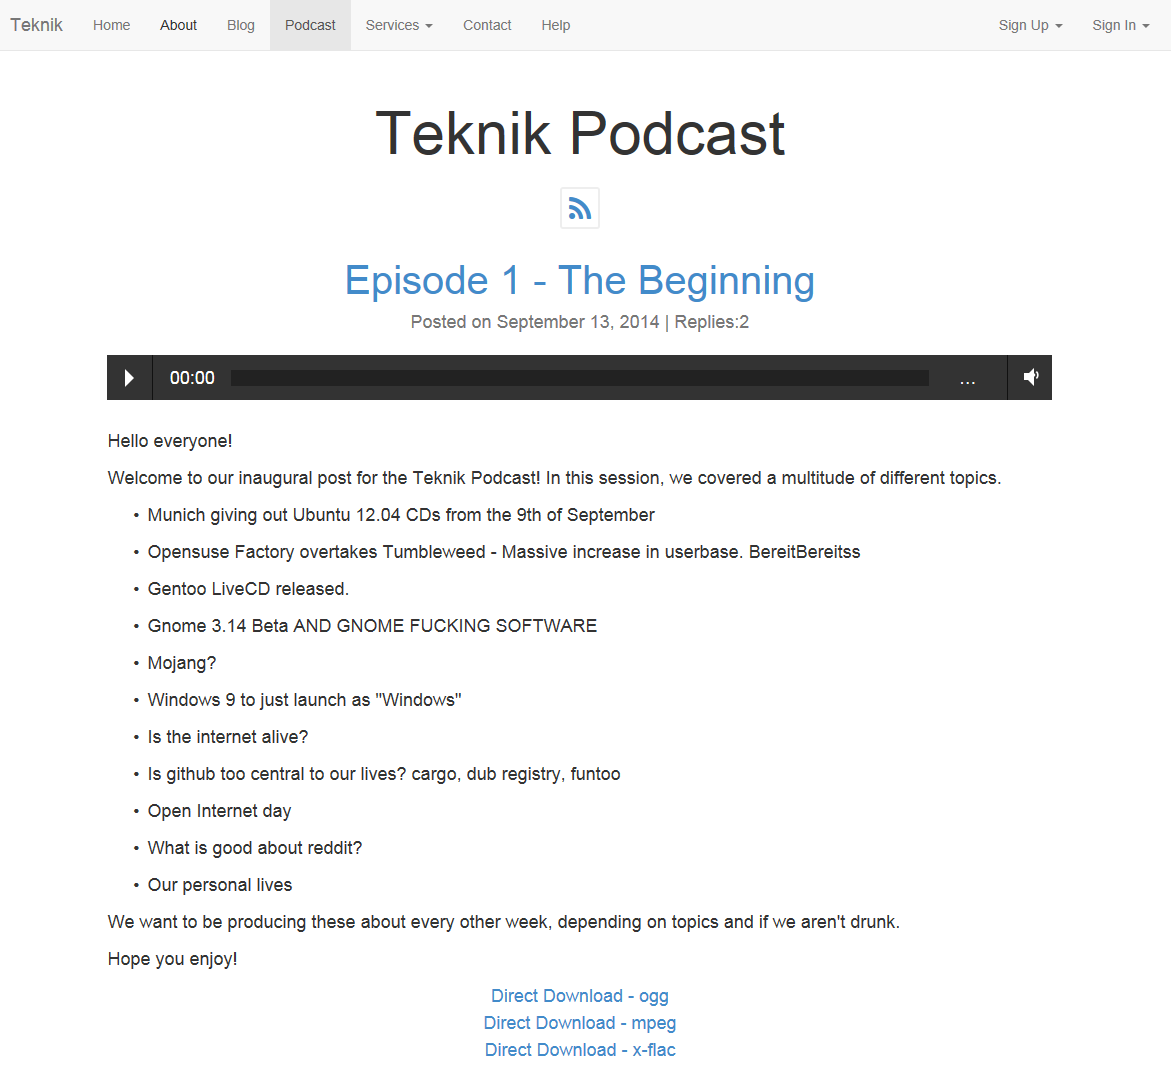 Teknik Home About Blog Podcast Services Contact Help Sign Up Sign In
Teknik Podcast
Episode 1 - The Beginning
Posted on September 13, 2014 | Replies:2
00:00 ...
Hello everyone!
Welcome to our inaugural post for the Teknik Podcast! In this session, we covered a multitude of different topics.
• Munich giving out Ubuntu 12.04 CDs from the 9th of September
• Opensuse Factory overtakes Tumbleweed - Massive increase in userbase. BereitBereitss
• Gentoo LiveCD released.
• Gnome 3.14 Beta AND GNOME FUCKING SOFTWARE
• Mojang?
• Windows 9 to just launch as "Windows"
• Is the internet alive?
• Is github too central to our lives? cargo, dub registry, funtoo
• Open Internet day
• What is good about reddit?
• Our personal lives
We want to be producing these about every other week, depending on topics and if we aren't drunk.
Hope you enjoy!
Direct Download - ogg
Direct Download - mpeg
Direct Download - x-flac